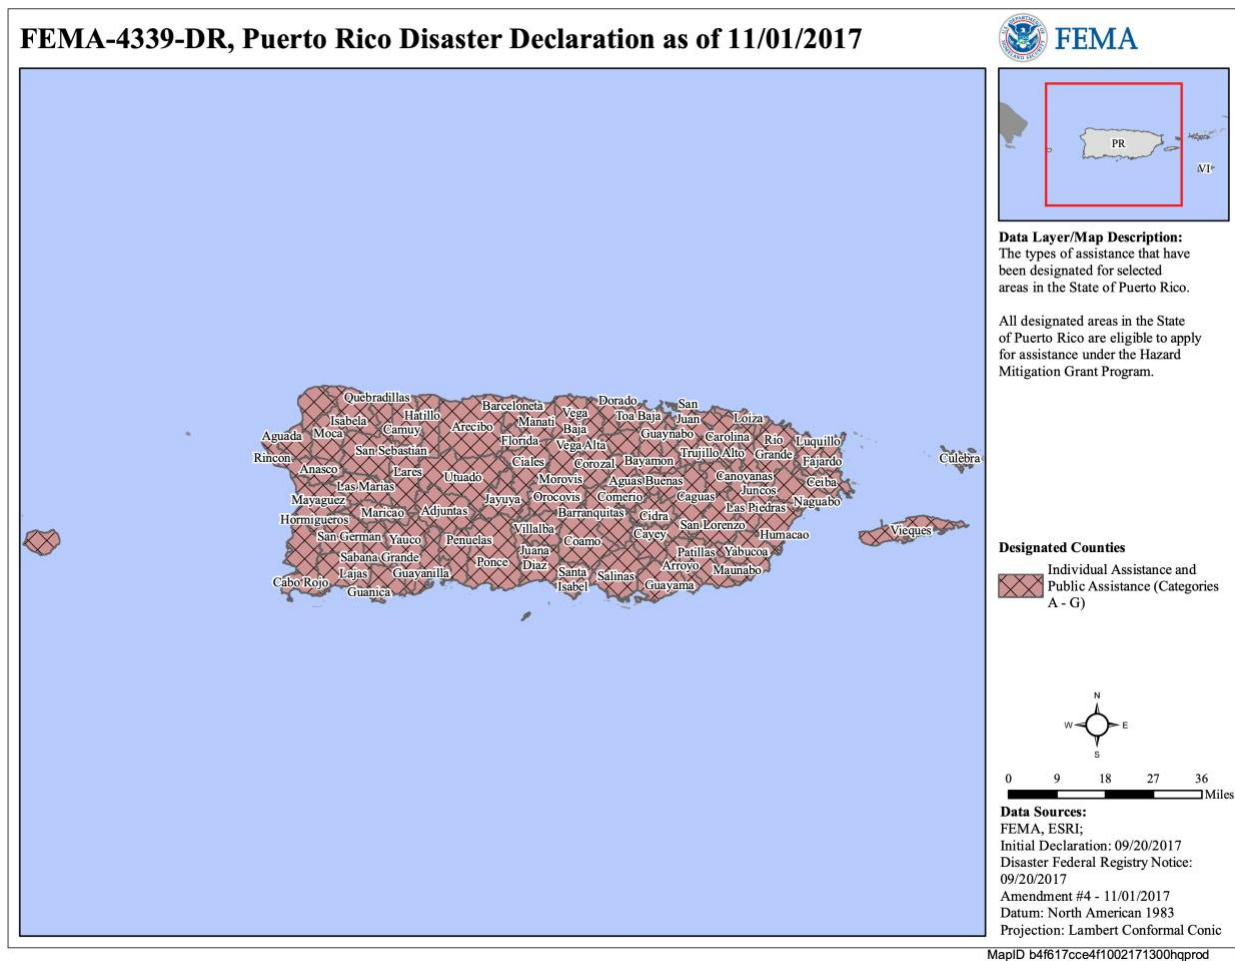 FEMA-4339-DR, Puerto Rico Disaster Declaration as of 11/01/2017
FEMA
PR
VI
Data Layer/Map Description:
The types of assistance that have
been designated for selected
areas in the State of Puerto Rico.
All designated areas in the State
of Puerto Rico are eligible to apply
for assistance under the Hazard
Mitigation Grant Program.
Quebradillas
Isabela
Hatillo
Camuy
Aguada
Moca
Rincon
San Sebastian
Anasco
Lares
Las Marias
Mayaguez
Maricao
Hormigueros
San German
Yauco
Sabana Grande
Lajas
Guayanilla
Cabo Rojo
Guanica
Arecibo
Barceloneta
Manati
Florida
Vega
Baja
Vega Alta
Dorado
Toa Baja
San
Juan
Loiza
Guaynabo
Carolina
Rio
Grande
Luquillo
Trujillo Alto
Fajardo
Ciales
Corozal
Bayamon
Utuado
Morovis
Aguas Buenas
Canovanas
Juncos
Ceiba
Naguabo
Jayuya
Orocovis
Comerio
Caguas
Las Piedras
Adjuntas
Barranquitas
Cidra
San Lorenzo
Humacao
Penuelas
Villalba
Coamo
Cayey
Juana
Diaz
Patillas
Yabucoa
Ponce
Santa
Isabel
Salinas
Arroyo
Maunabo
Guayama
Culebra
Vieques
Designated Counties
Individual Assistance and
Public Assistance (Categories
A - G)
N
W
E
S
0 9 18 27 36
Miles
Data Sources:
FEMA, ESRI;
Initial Declaration: 09/20/2017
Disaster Federal Registry Notice:
09/20/2017
Amendment #4 - 11/01/2017
Datum: North American 1983
Projection: Lambert Conformal Conic
MapID b4f617cce4f1002171300hqprod